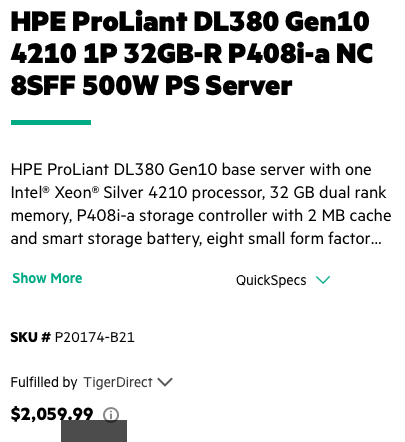 HPE ProLiant DL380 Gen10
4210 1P 32GB-R P408i-a NC
8SFF 500W PS Server
HPE ProLiant DL380 Gen10 base server with one
Intel® Xeon® Silver 4210 processor, 32 GB dual rank
memory, P408i-a storage controller with 2 MB cache
and smart storage battery, eight small form factor...
Show More
QuickSpecs
SKU # P20174-B21
Fulfilled by TigerDirect
$2,059.99